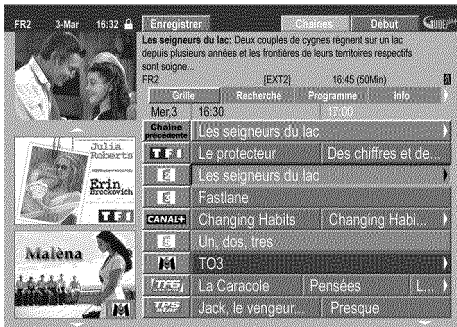 FR2 3-Mar 16:32
Enregistrer Chaînes Début GUIDE
Les seigneurs du lac: Deux couples de cygnes règnent sur un lac
depuis plusieurs années et les frontières de leurs territoires respectifs
sont soigne...
FR2 [EXT2] 16:45 (50Min)
Grille Recherche Programme Info
Mer,3 16:30 17:00
Chaîne précédente Les seigneurs du lac
TF1 Le protecteur Des chiffres et de...
Les seigneurs du lac
Fastlane
CANAL+ Changing Habits Changing Habi...
Un, dos, tres
M TO3
TPS La Caracole Pensées L...
TPS Jack, le vengeur... Presque
Julia
Roberts
Erin
Brockovich
TF1
Malèna
M